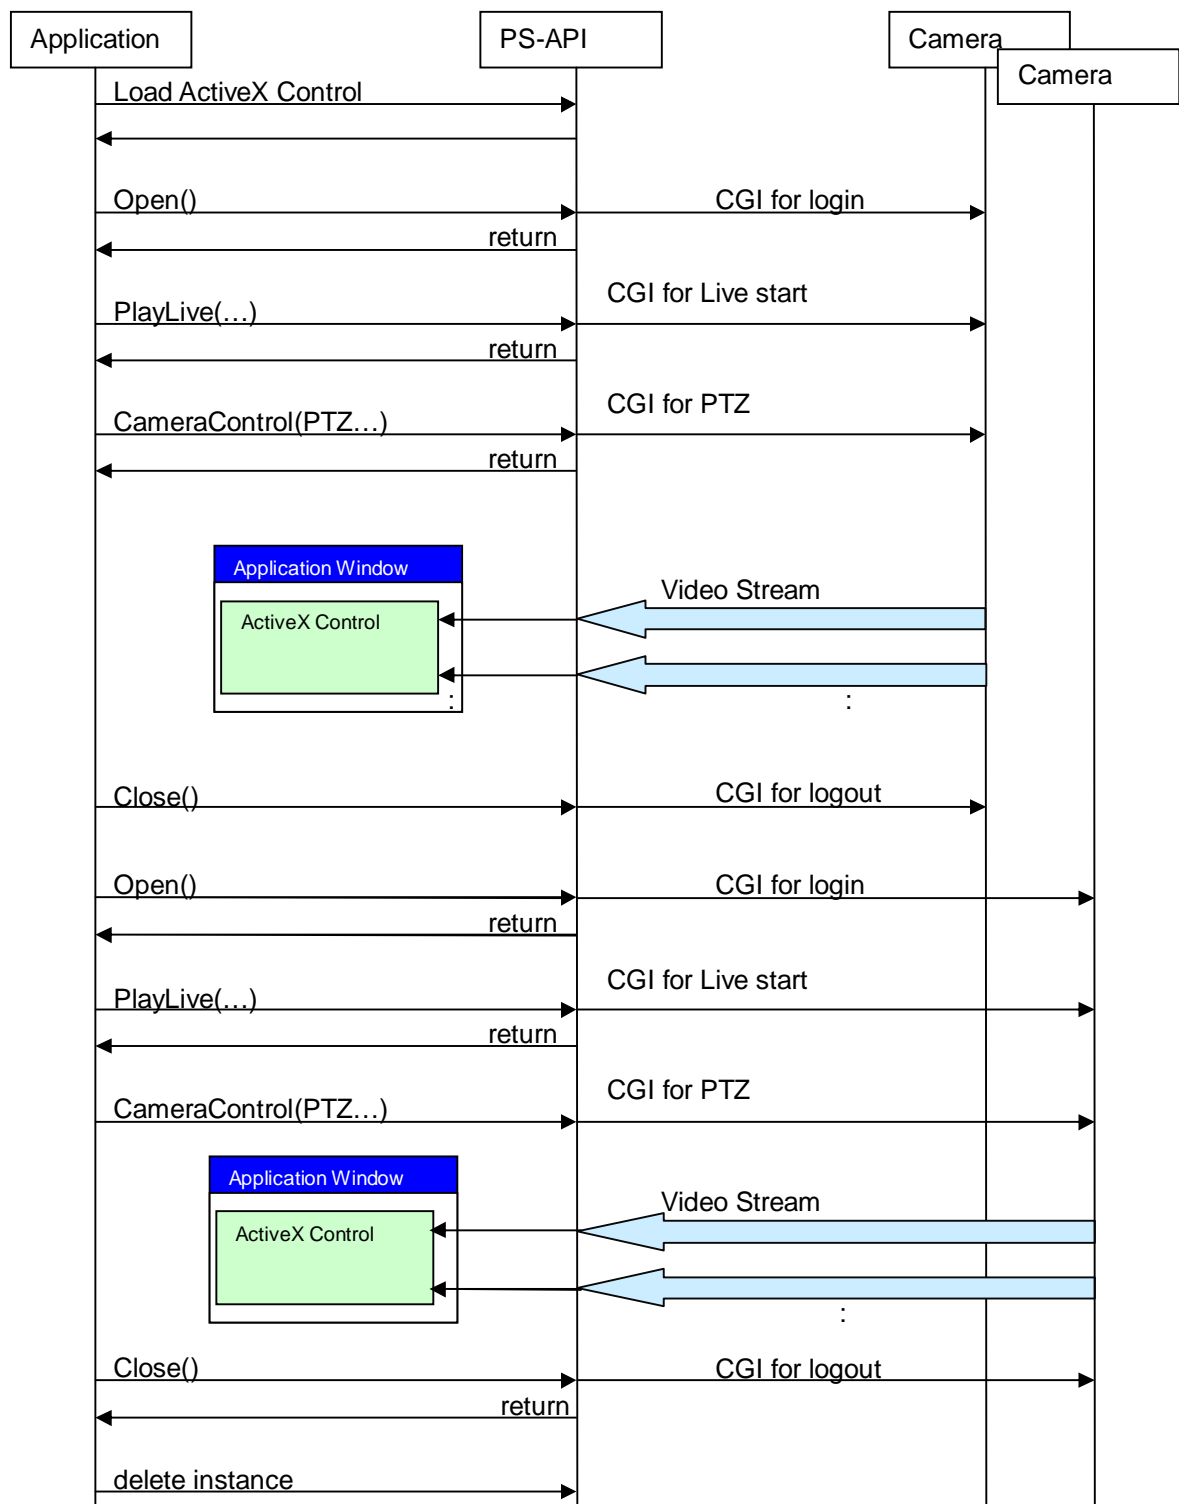 Application
PS-API
Camera
Camera
Load ActiveX Control
Open()
CGI for login
return
CGI for Live start
PlayLive(…)
return
CGI for PTZ
CameraControl(PTZ…)
return
Application Window
Video Stream
ActiveX Control
:
:
Close()
CGI for logout
Open()
CGI for login
return
CGI for Live start
PlayLive(…)
return
CGI for PTZ
CameraControl(PTZ…)
Application Window
Video Stream
ActiveX Control
:
Close()
CGI for logout
return
delete instance